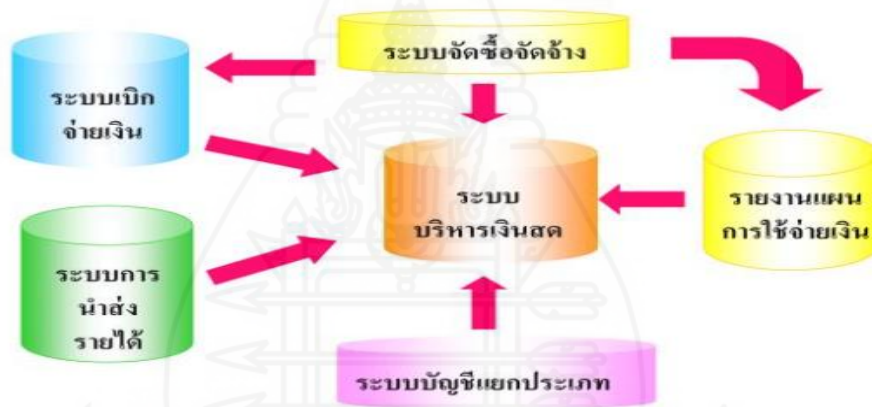 ระบบจัดซื้อจัดจ้าง
ระบบเบิก
จ่ายเงิน
ระบบ
บริหารเงินสด
รายงานแผน
การใช้จ่ายเงิน
ระบบการ
นำส่ง
รายได้
ระบบบัญชีแยกประเภท